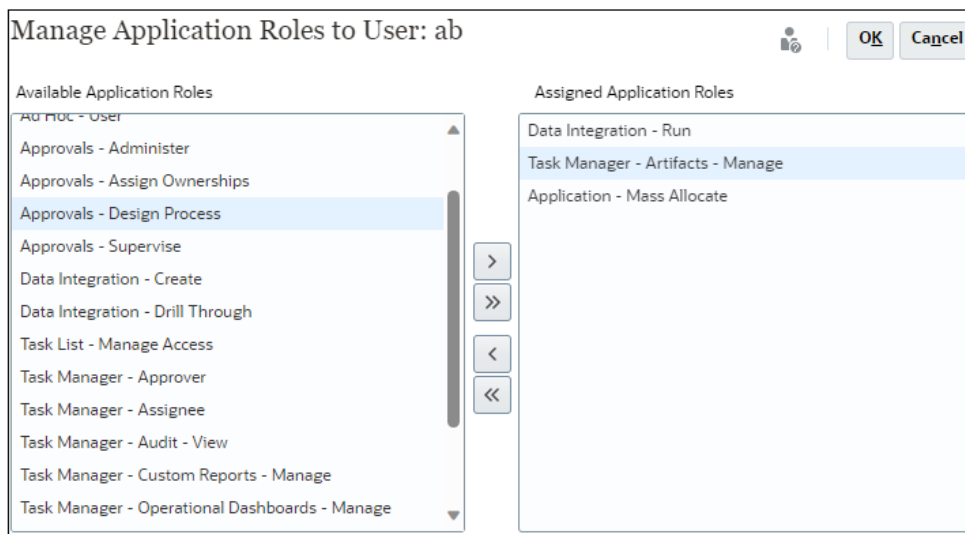 Manage Application Roles to User: ab
OK
Cancel
Available Application Roles
Ad Hoc - User
Approvals - Administer
Approvals - Assign Ownerships
Approvals - Design Process
Approvals - Supervise
Data Integration - Create
Data Integration - Drill Through
Task List - Manage Access
Task Manager - Approver
Task Manager - Assignee
Task Manager - Audit - View
Task Manager - Custom Reports - Manage
Task Manager - Operational Dashboards - Manage
Assigned Application Roles
Data Integration - Run
Task Manager - Artifacts - Manage
Application - Mass Allocate